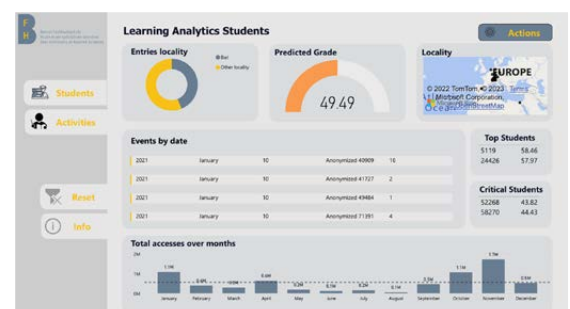 B
F
H
Learning Analytics Students
Actions
Entries locality
Other locality
Predicted Grade
49.49
Locality
EUROPE
© 2022 TomTom, © 2023
Microsoft Corporation,
OpenStreetMap
Terms
Students
Activities
Reset
Info
Events by date
2021 January 10 Anonymized 40909 16
2021 January 10 Anonymized 41727 2
2021 January 10 Anonymized 49484 1
2021 January 10 Anonymized 71391 4
Top Students
5119 58.46
24426 57.97
Critical Students
52268 43.82
58270 44.43
Total accesses over months
2M
1M
0M
January February March April May June July August September October November December